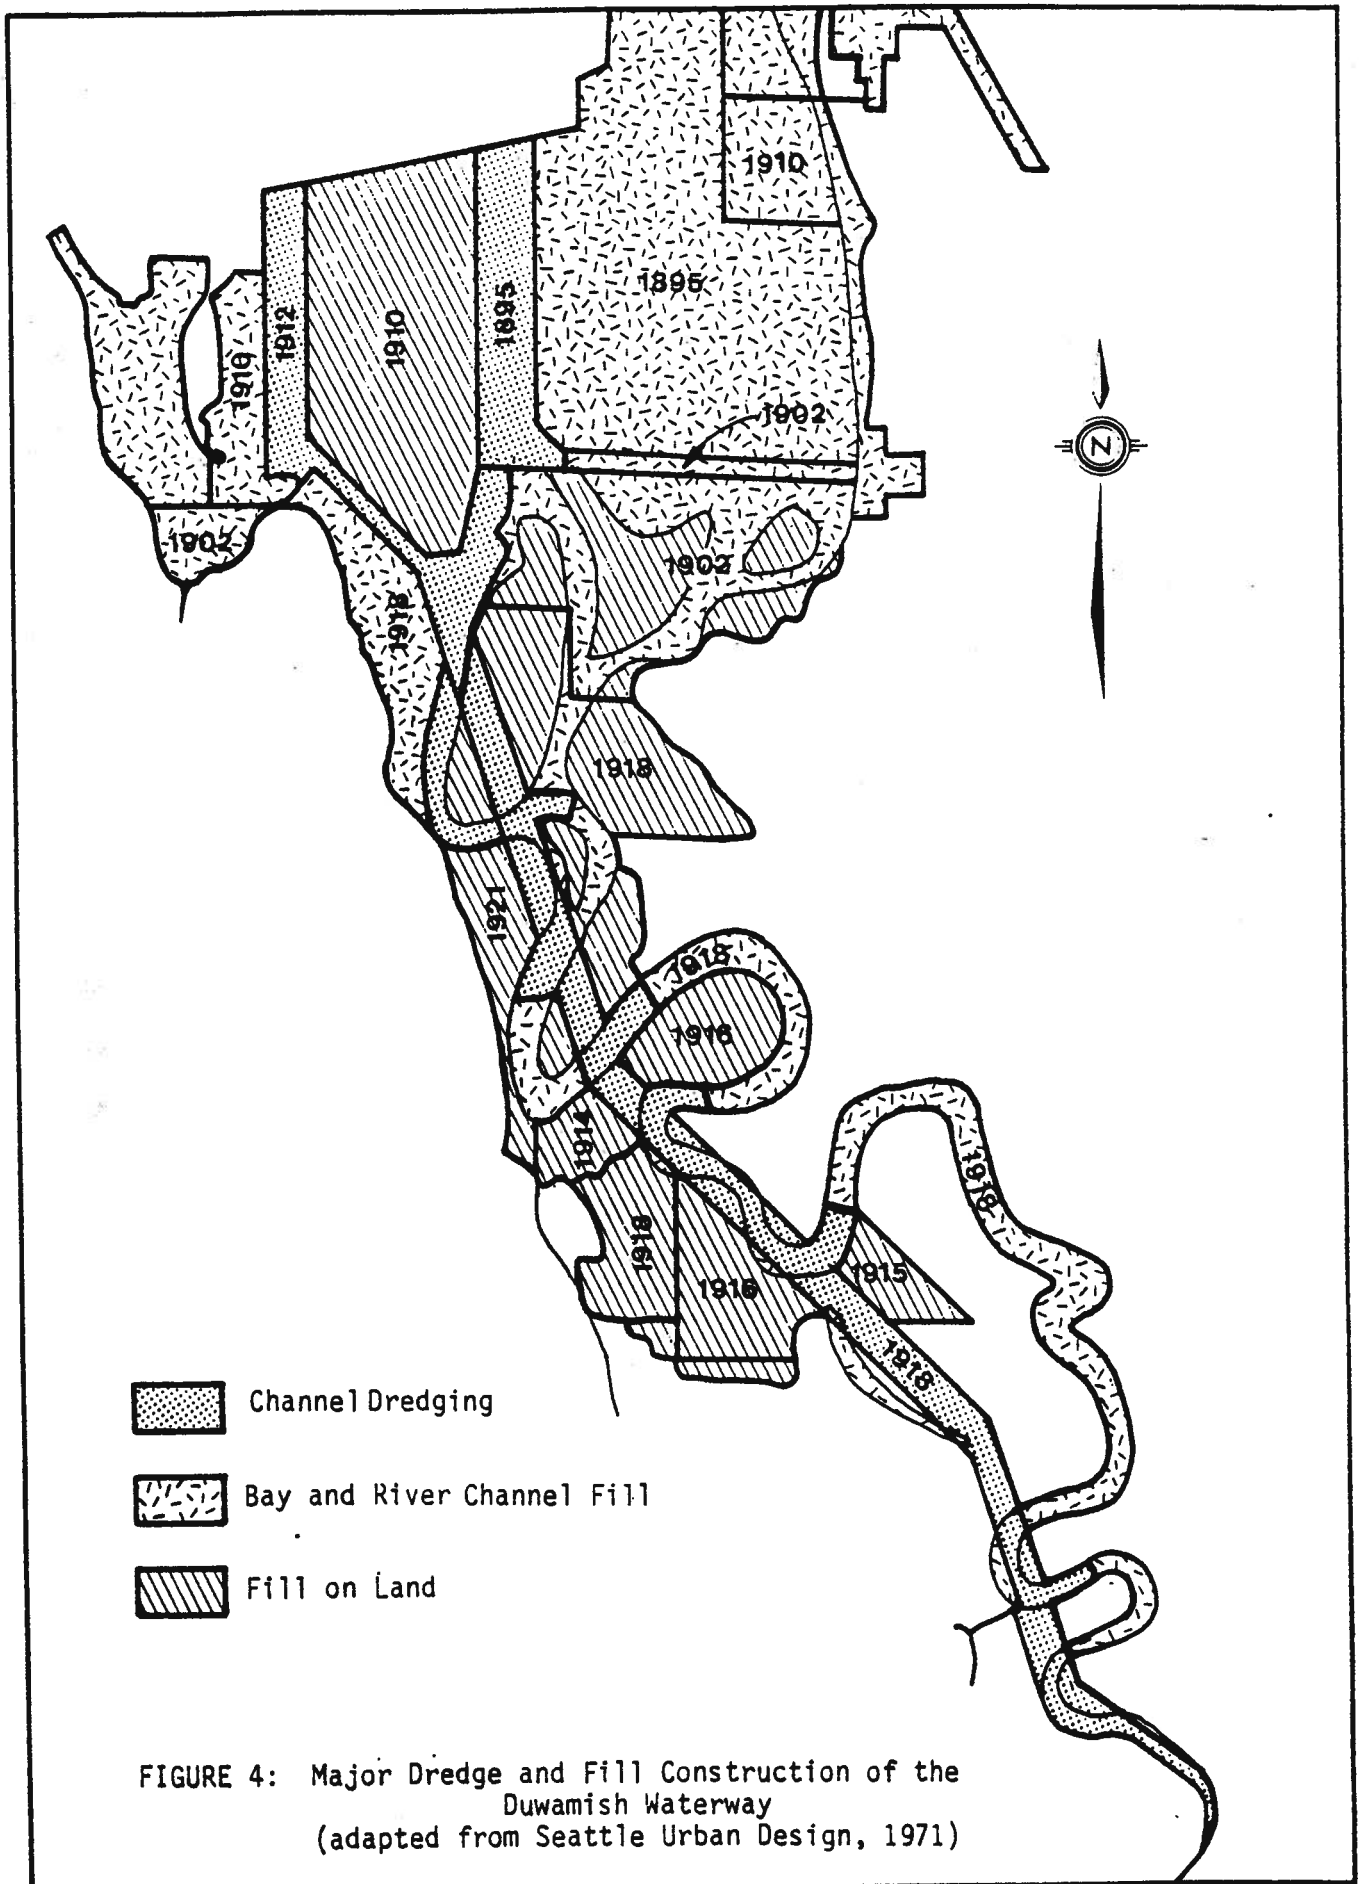 1910
1895
1912
1910
1895
1910
1902
1902
1902
1918
1918
1921
1918
1916
1914
1918
1918
1916
1915
1918
N
Channel Dredging
Bay and River Channel Fill
Fill on Land
FIGURE 4: Major Dredge and Fill Construction of the
Duwamish Waterway
(adapted from Seattle Urban Design, 1971)